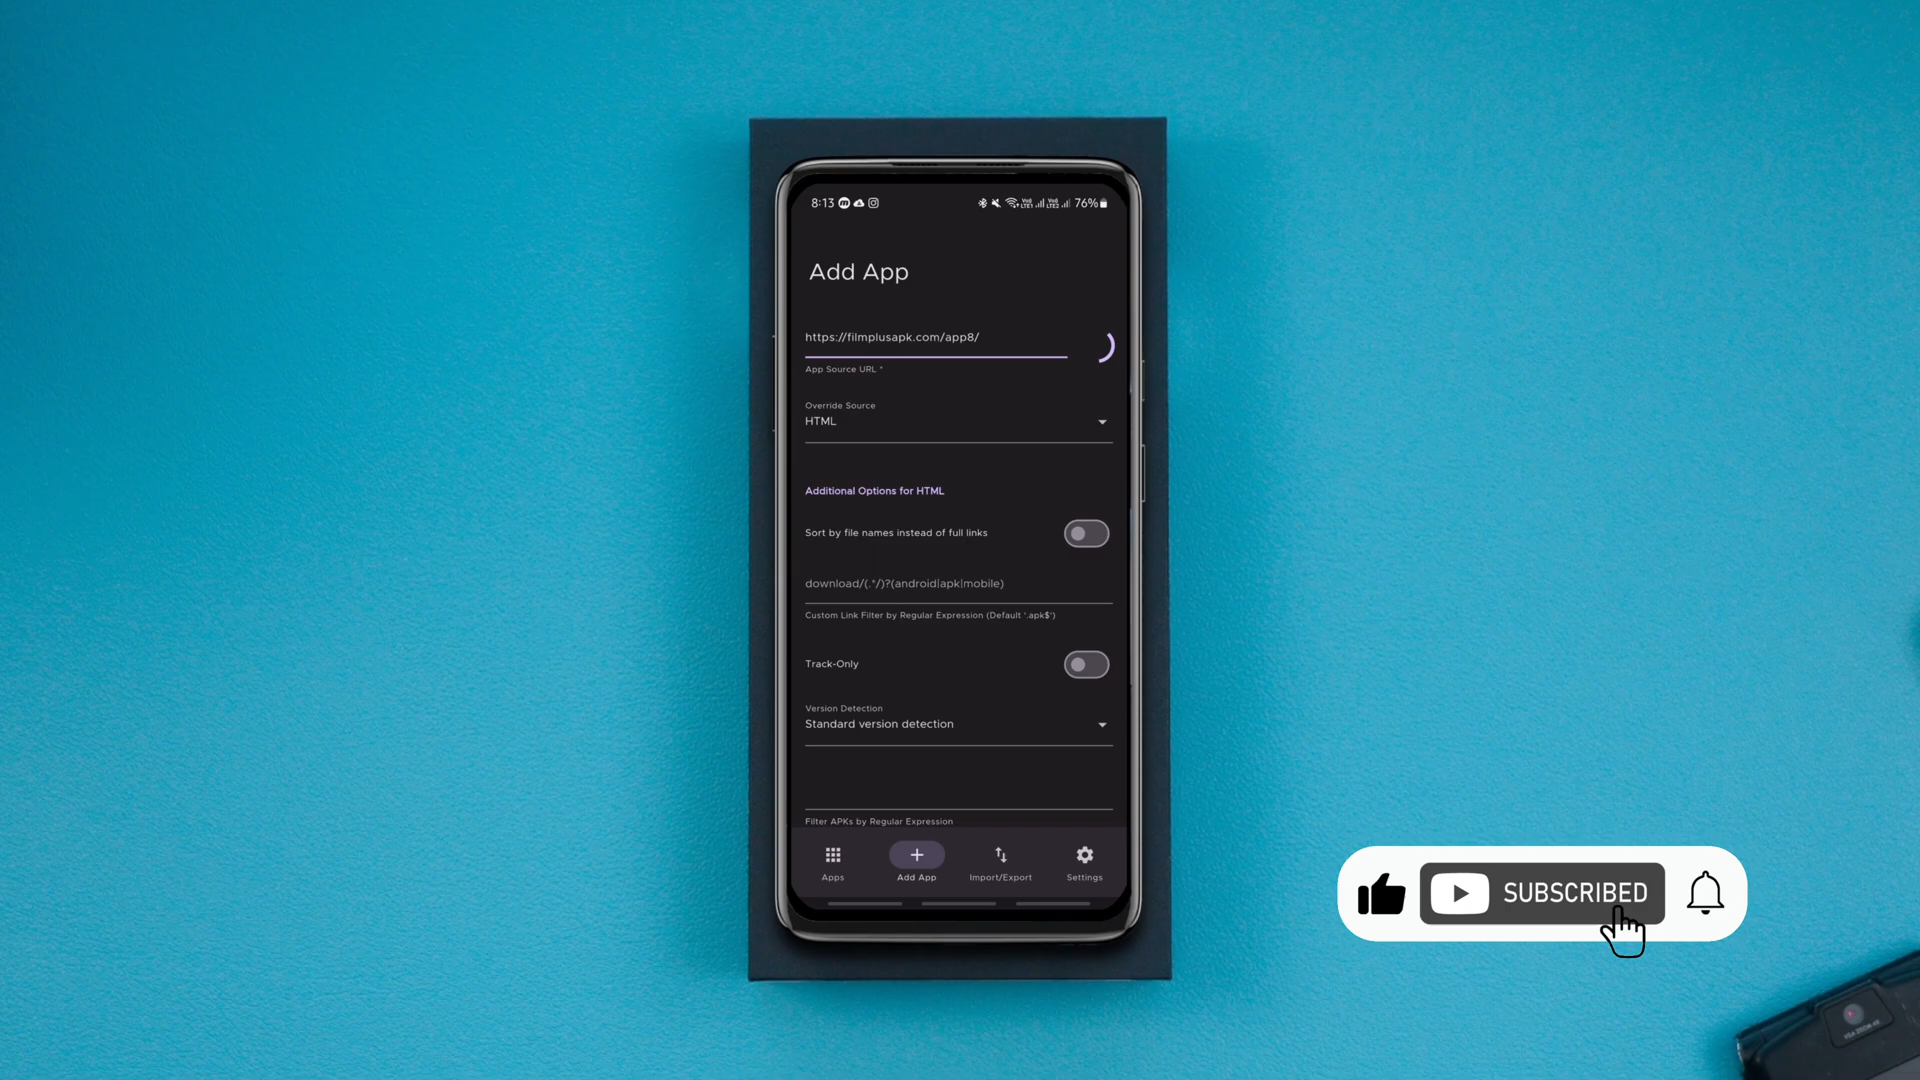 8:13 76%
Add App
https://filmplusapk.com/app8/
App Source URL *
Override Source
HTML
Additional Options for HTML
Sort by file names instead of full links
download/(.*/)?(android|apk|mobile)
Custom Link Filter by Regular Expression (Default '.apk$')
Track-Only
Version Detection
Standard version detection
Filter APKs by Regular Expression
Apps Add App Import/Export Settings
SUBSCRIBED